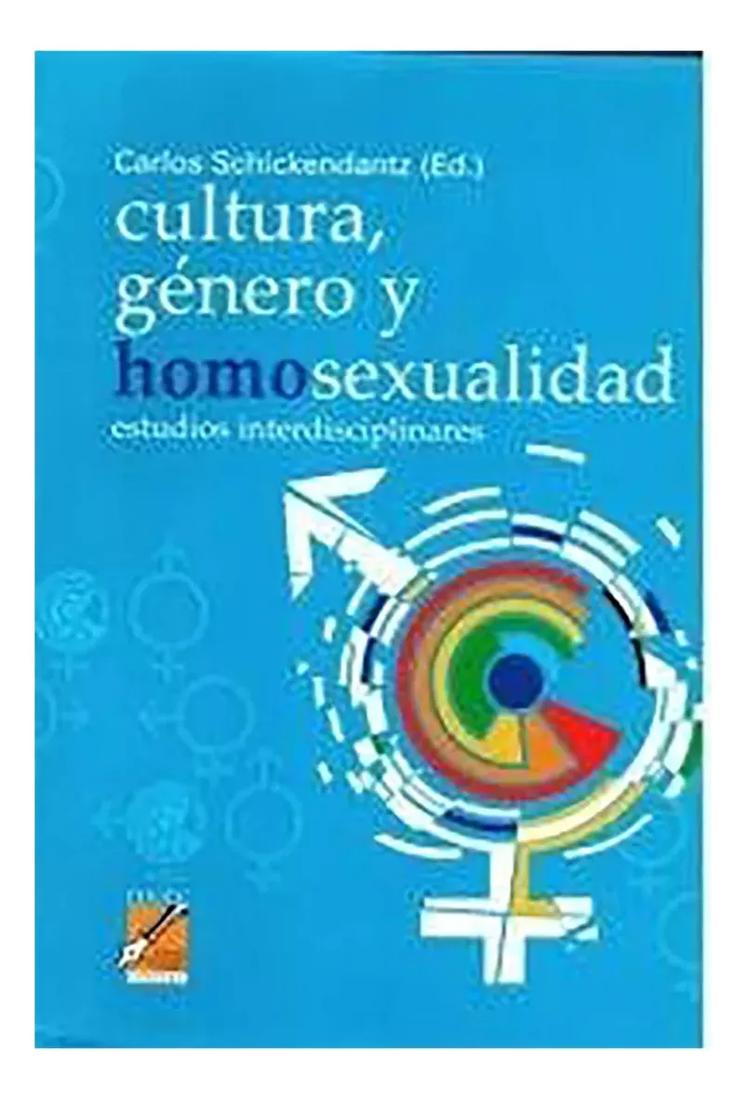 Carlos Schickendantz (Ed.)
cultura,
género y
homosexualidad
estudios interdisciplinares